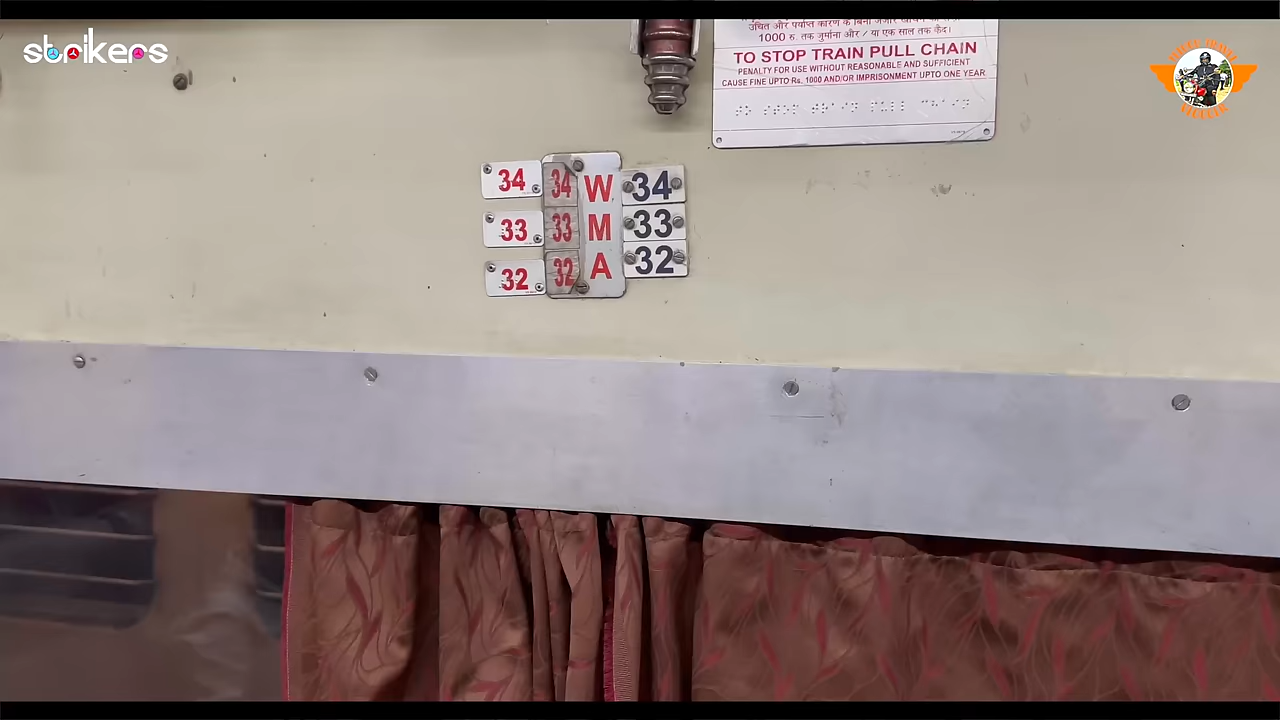 strikers
उचित और पर्याप्त कारण के बिना जंजीर
1000 रु. तक जुर्माना और / या एक साल तक कैद।
TO STOP TRAIN PULL CHAIN
PENALTY FOR USE WITHOUT REASONABLE AND SUFFICIENT
CAUSE FINE UPTO Rs. 1000 AND/OR IMPRISONMENT UPTO ONE YEAR
34 34 W 34
33 33 M 33
32 32 A 32